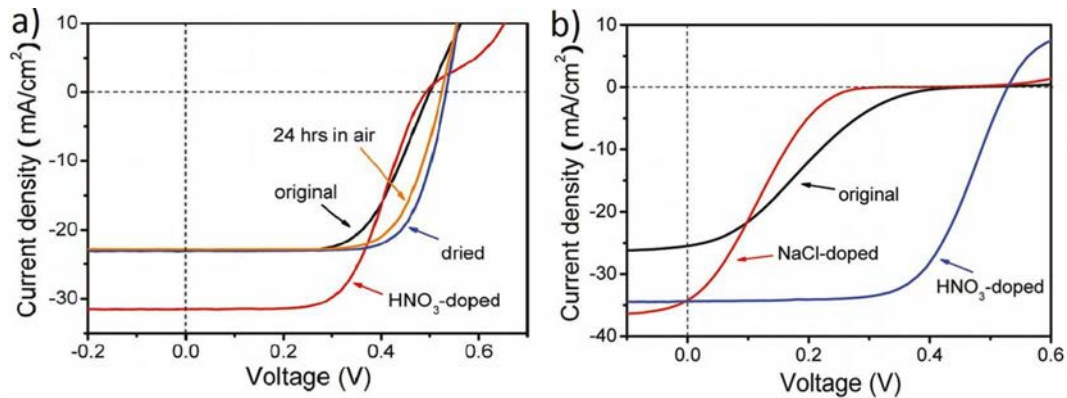 a)
Current density ( mA/cm²)
10
0
-10
-20
-30
24 hrs in air
original
dried
HNO₃-doped
-0.2
0.0
0.2
0.4
0.6
Voltage (V)
b)
Current density ( mA/cm²)
10
0
-10
-20
-30
-40
original
NaCl-doped
HNO₃-doped
0.0
0.2
0.4
0.6
Voltage (V)